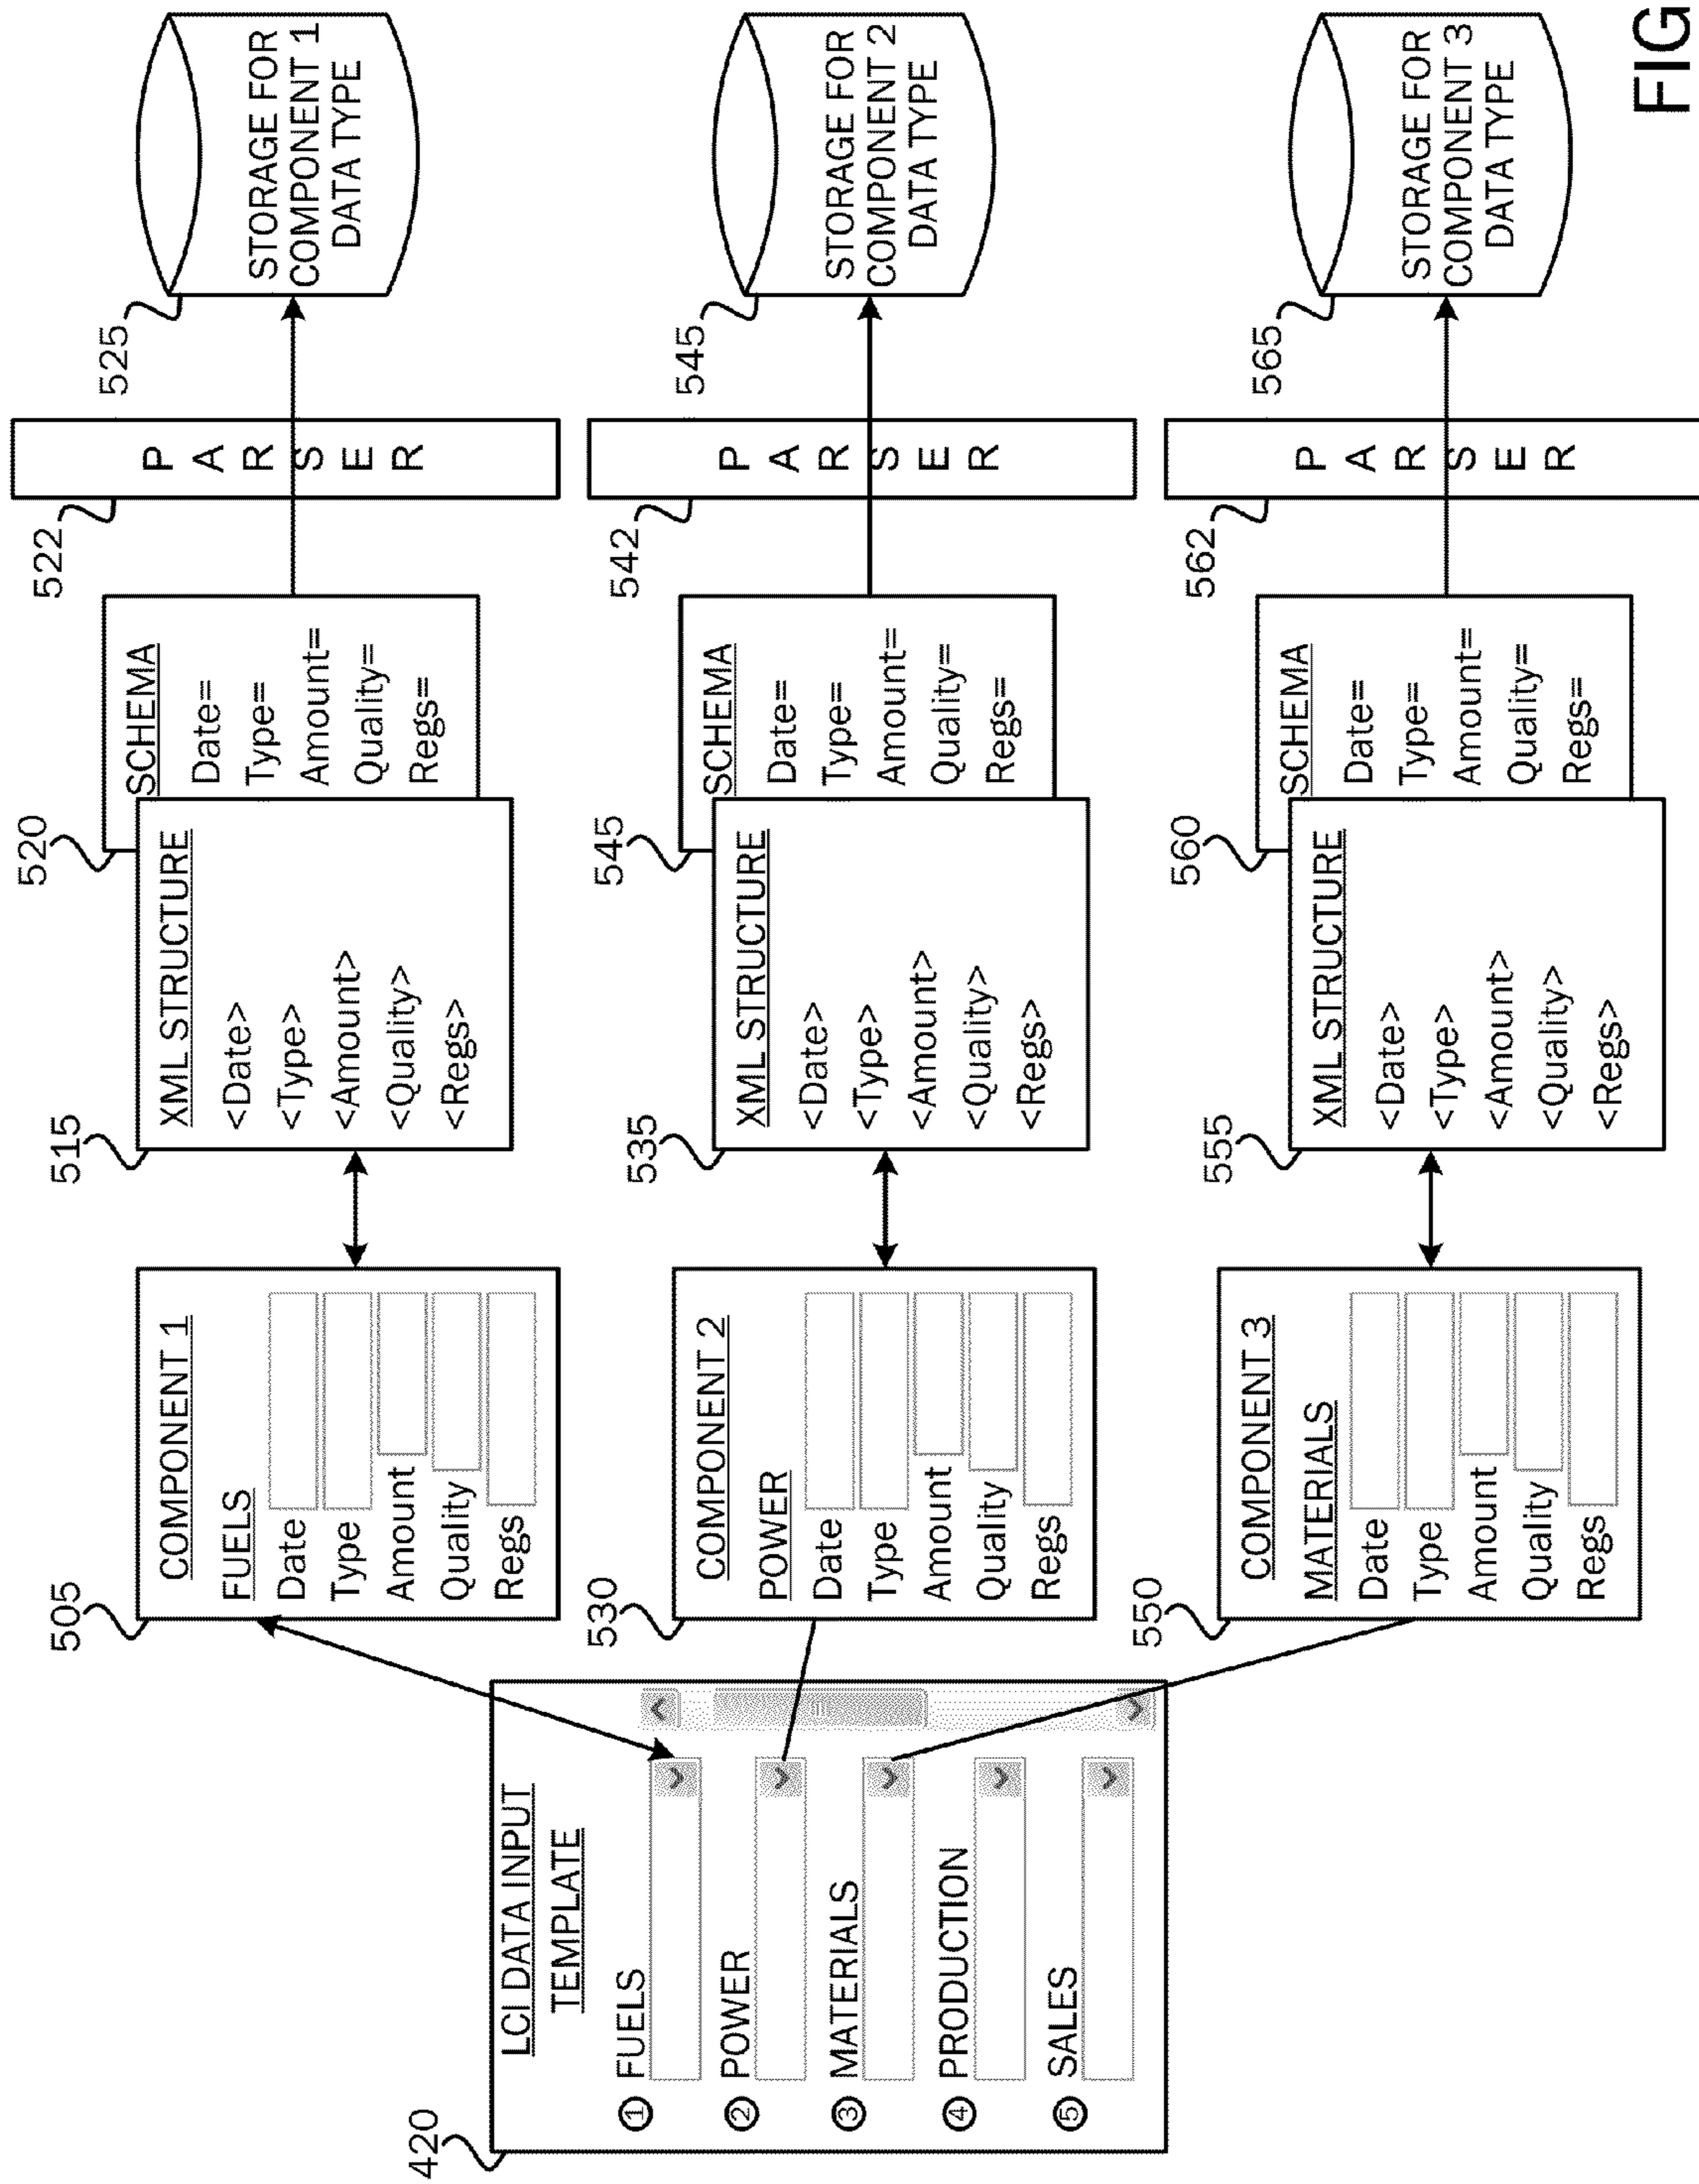 420
LCI DATA INPUT
TEMPLATE
① FUELS
② POWER
③ MATERIALS
④ PRODUCTION
⑤ SALES
505
COMPONENT 1
FUELS
Date
Type
Amount
Quality
Regs
515
XML STRUCTURE
<Date>
<Type>
<Amount>
<Quality>
<Regs>
520
SCHEMA
Date=
Type=
Amount=
Quality=
Regs=
522
PARSER
525
STORAGE FOR
COMPONENT 1
DATA TYPE
530
COMPONENT 2
POWER
Date
Type
Amount
Quality
Regs
535
XML STRUCTURE
<Date>
<Type>
<Amount>
<Quality>
<Regs>
545
SCHEMA
Date=
Type=
Amount=
Quality=
Regs=
542
PARSER
545
STORAGE FOR
COMPONENT 2
DATA TYPE
550
COMPONENT 3
MATERIALS
Date
Type
Amount
Quality
Regs
555
XML STRUCTURE
<Date>
<Type>
<Amount>
<Quality>
<Regs>
560
SCHEMA
Date=
Type=
Amount=
Quality=
Regs=
562
PARSER
565
STORAGE FOR
COMPONENT 3
DATA TYPE
FIG